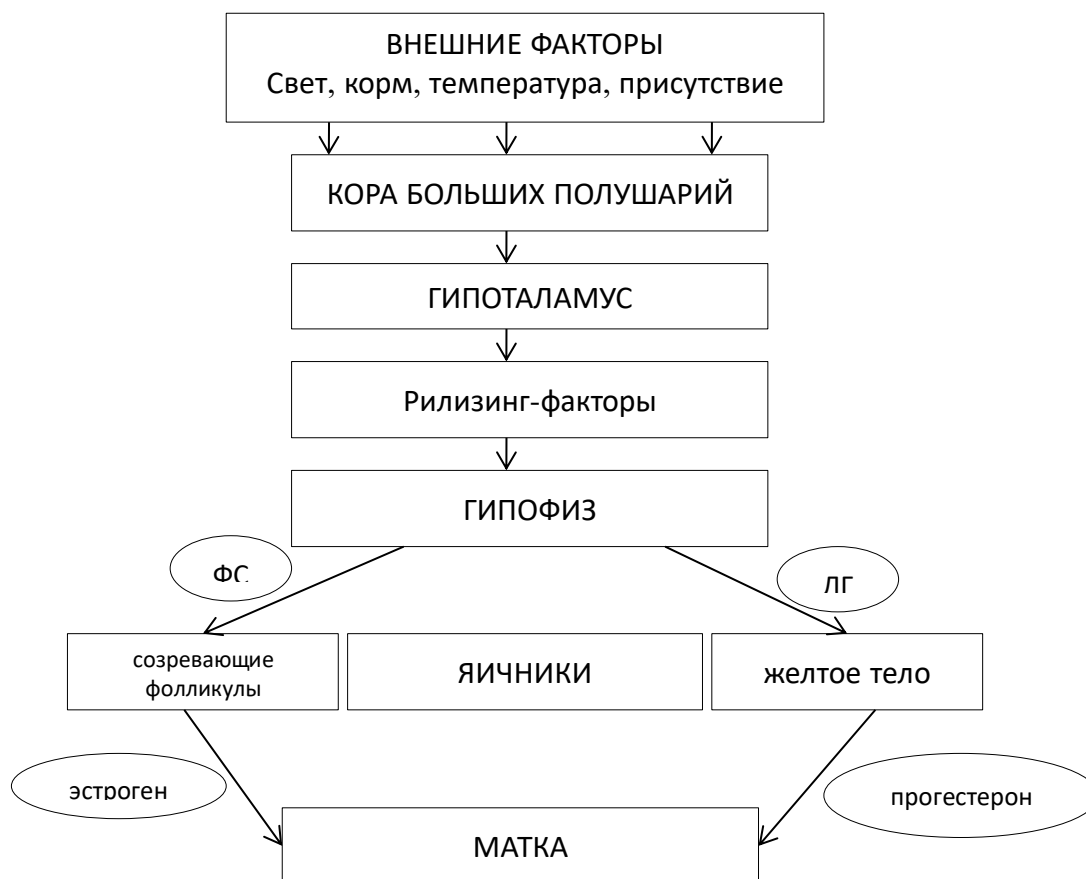 ВНЕШНИЕ ФАКТОРЫ
Свет, корм, температура, присутствие
КОРА БОЛЬШИХ ПОЛУШАРИЙ
ГИПОТАЛАМУС
Рилизинг-факторы
ГИПОФИЗ
ФС
ЛГ
созревающие
фолликулы
ЯИЧНИКИ
желтое тело
эстроген
прогестерон
МАТКА